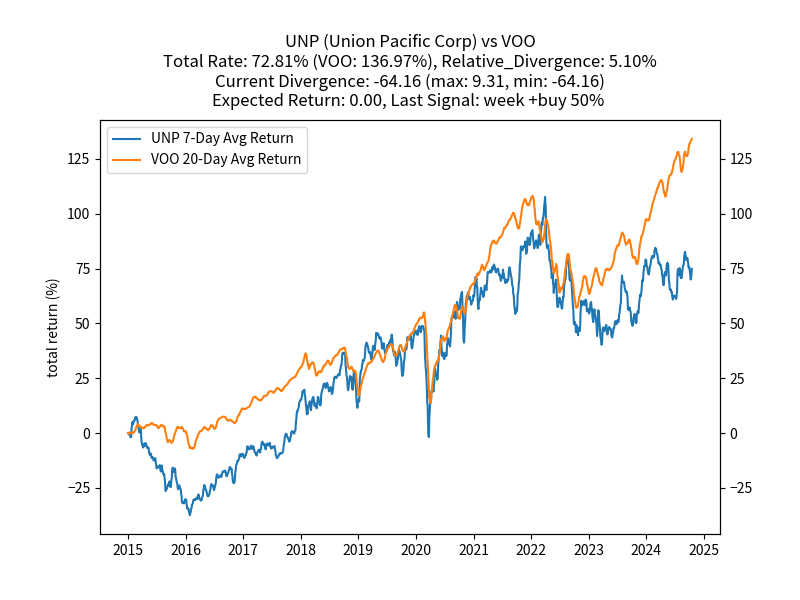 UNP (Union Pacific Corp) vs VOO
Total Rate: 72.81% (VOO: 136.97%), Relative_Divergence: 5.10%
Current Divergence: -64.16 (max: 9.31, min: -64.16)
Expected Return: 0.00, Last Signal: week +buy 50%
UNP 7-Day Avg Return
VOO 20-Day Avg Return
total return (%)
125 125
100 100
75 75
50 50
25 25
0 0
−25 −25
2015 2016 2017 2018 2019 2020 2021 2022 2023 2024 2025